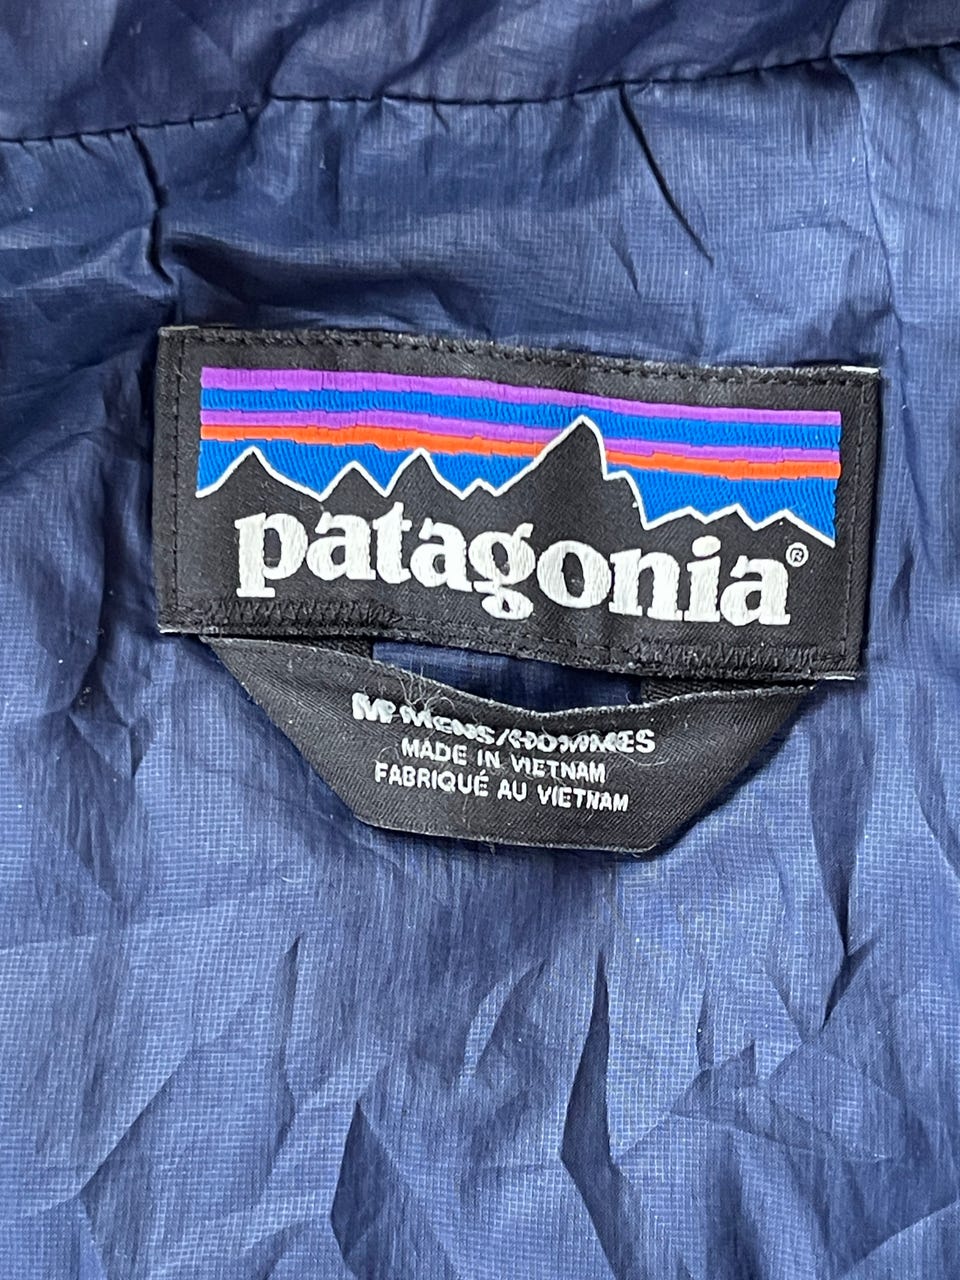 patagonia®
M MENS/HOMMES
MADE IN VIETNAM
FABRIQUÉ AU VIETNAM